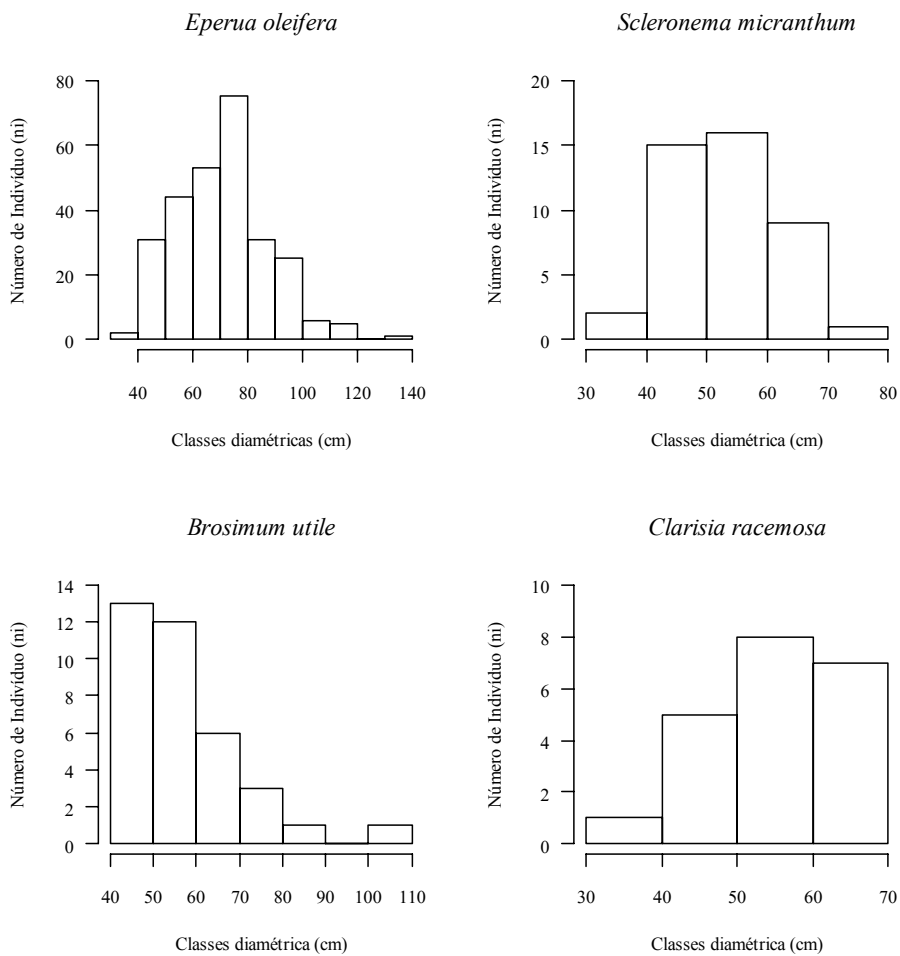 Eperua oleifera
Número de Indivíduo (ni)
80
60
40
20
0
40 60 80 100 120 140
Classes diamétricas (cm)
Scleronema micranthum
Número de Indivíduo (ni)
20
15
10
5
0
30 40 50 60 70 80
Classes diamétrica (cm)
Brosimum utile
Número de Indivíduo (ni)
14
12
10
8
6
4
2
0
40 50 60 70 80 90 100 110
Classes diamétrica (cm)
Clarisia racemosa
Número de Indivíduo (ni)
10
8
6
4
2
0
30 40 50 60 70
Classes diamétrica (cm)